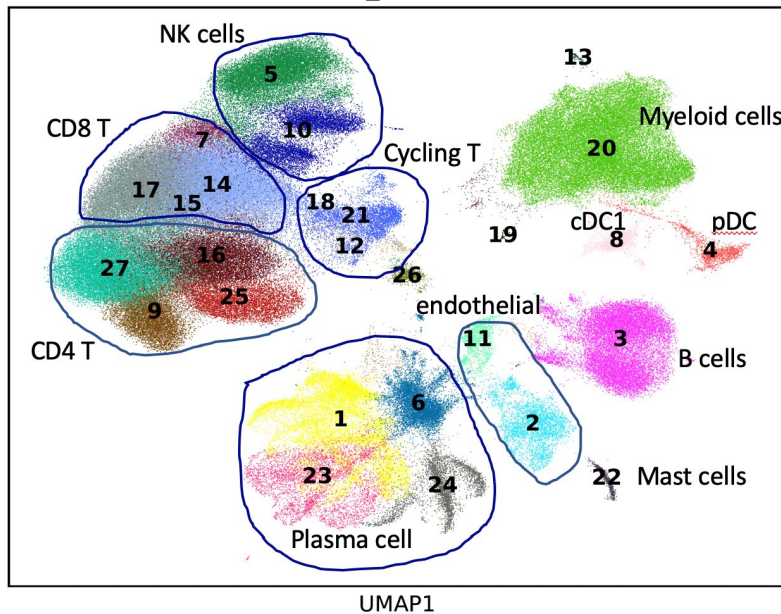 NK cells
13
5
Myeloid cells
CD8 T
7
10
20
Cycling T
17
14
15
18
21
19
cDC1
pDC
8
4
12
27
16
26
25
9
endothelial
CD4 T
11
3
B cells
6
1
2
23
24
22
Mast cells
Plasma cell
UMAP1